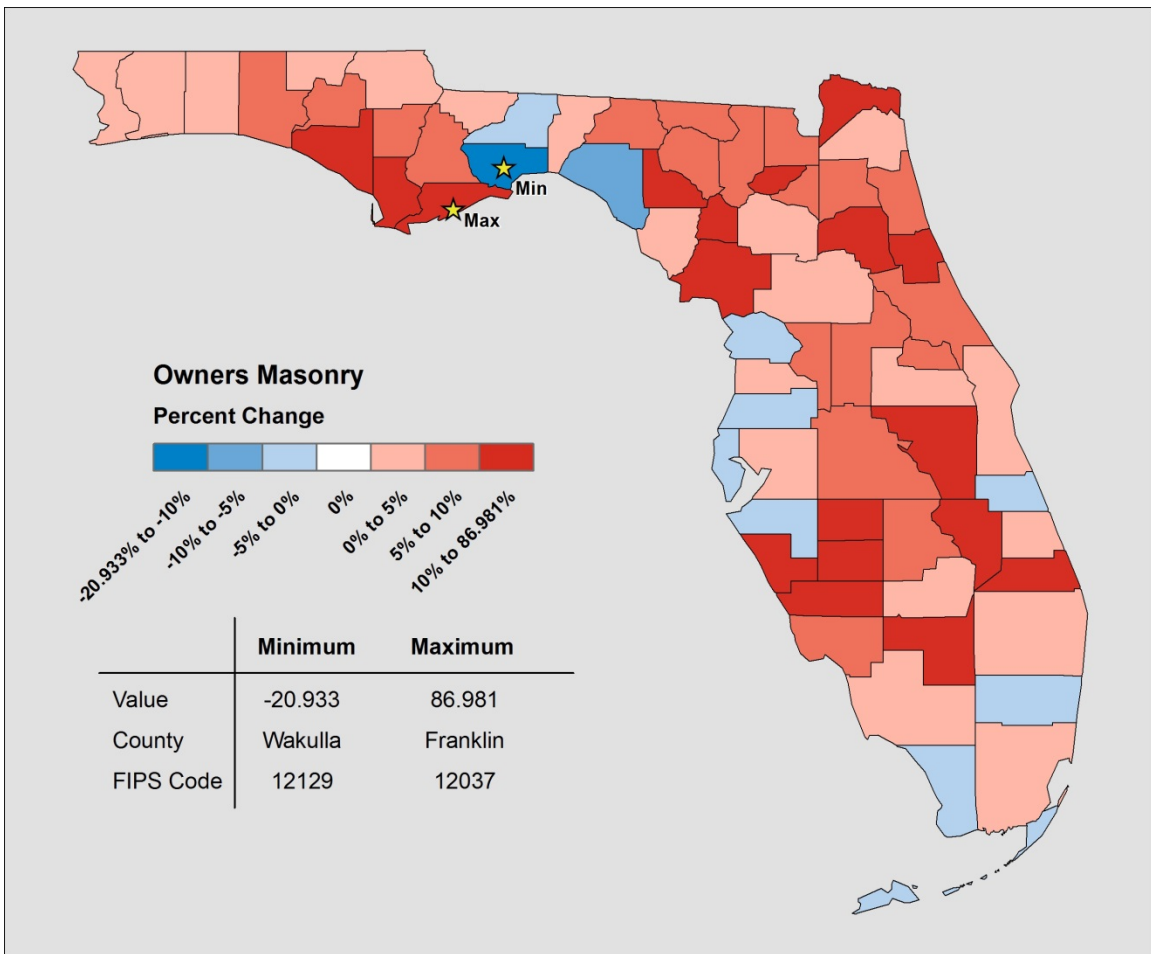 Min
Max
Owners Masonry
Percent Change
-20.933% to -10%
-10% to -5%
-5% to 0%
0%
0% to 5%
5% to 10%
10% to 86.981%
Minimum Maximum
Value -20.933 86.981
County Wakulla Franklin
FIPS Code 12129 12037